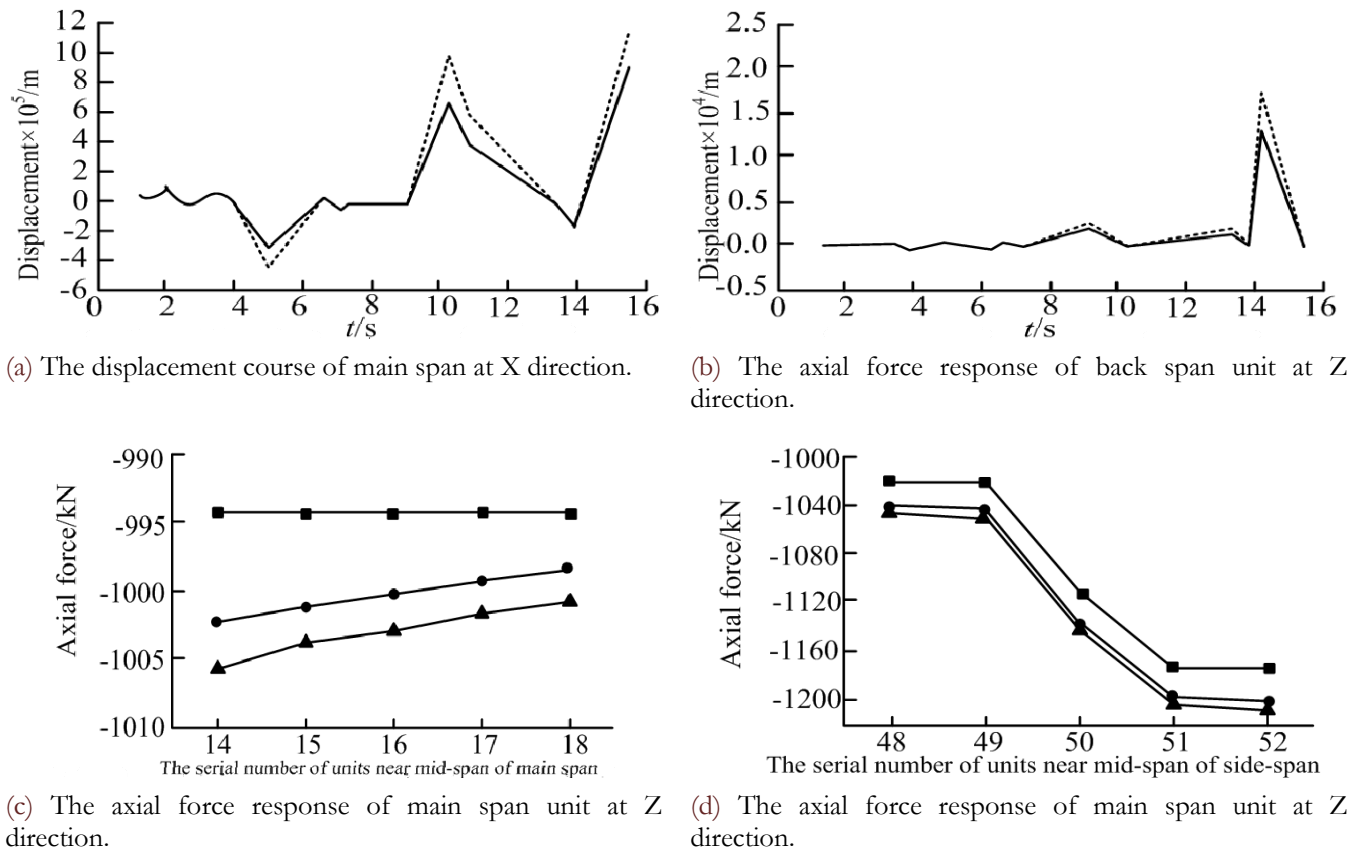 Displacement×10⁵/m
12
10
8
6
4
2
0
-2
-4
-6
0 2 4 6 8 10 12 14 16
t/s
(a) The displacement course of main span at X direction.
Displacement×10⁴/m
2.5
2.0
1.5
1.0
0.5
-0.0
-0.5
0 2 4 6 8 10 12 14 16
t/s
(b) The axial force response of back span unit at Z
direction.
Axial force/kN
-990
-995
-1000
-1005
-1010
14 15 16 17 18
The serial number of units near mid-span of main span
(c) The axial force response of main span unit at Z
direction.
Axial force/kN
-1000
-1040
-1080
-1120
-1160
-1200
48 49 50 51 52
The serial number of units near mid-span of side-span
(d) The axial force response of main span unit at Z
direction.